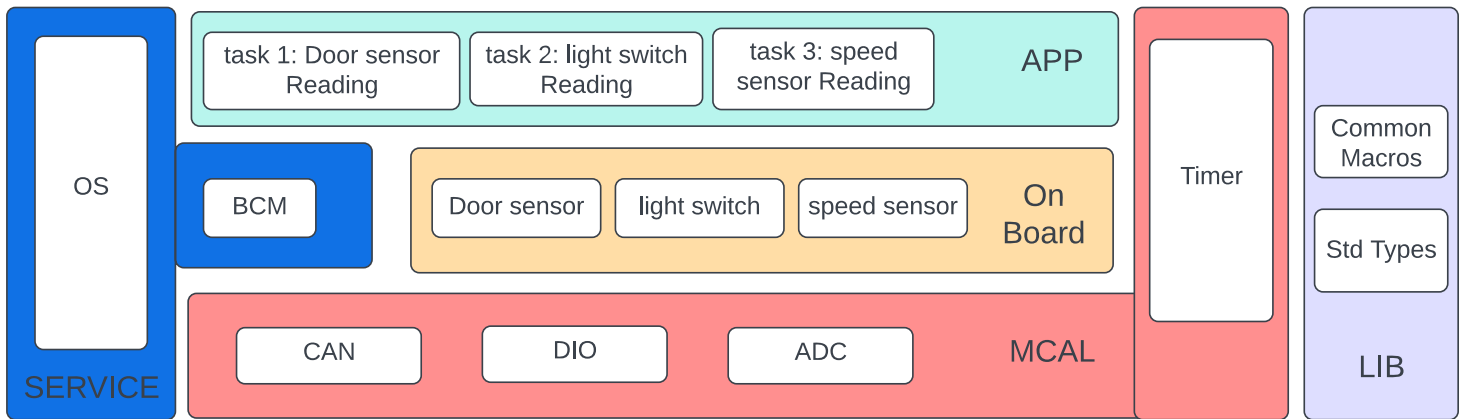 OS
SERVICE
task 1: Door sensor
Reading
task 2: light switch
Reading
task 3: speed
sensor Reading
APP
BCM
Door sensor
light switch
speed sensor
On
Board
CAN
DIO
ADC
MCAL
Timer
Common
Macros
Std Types
LIB